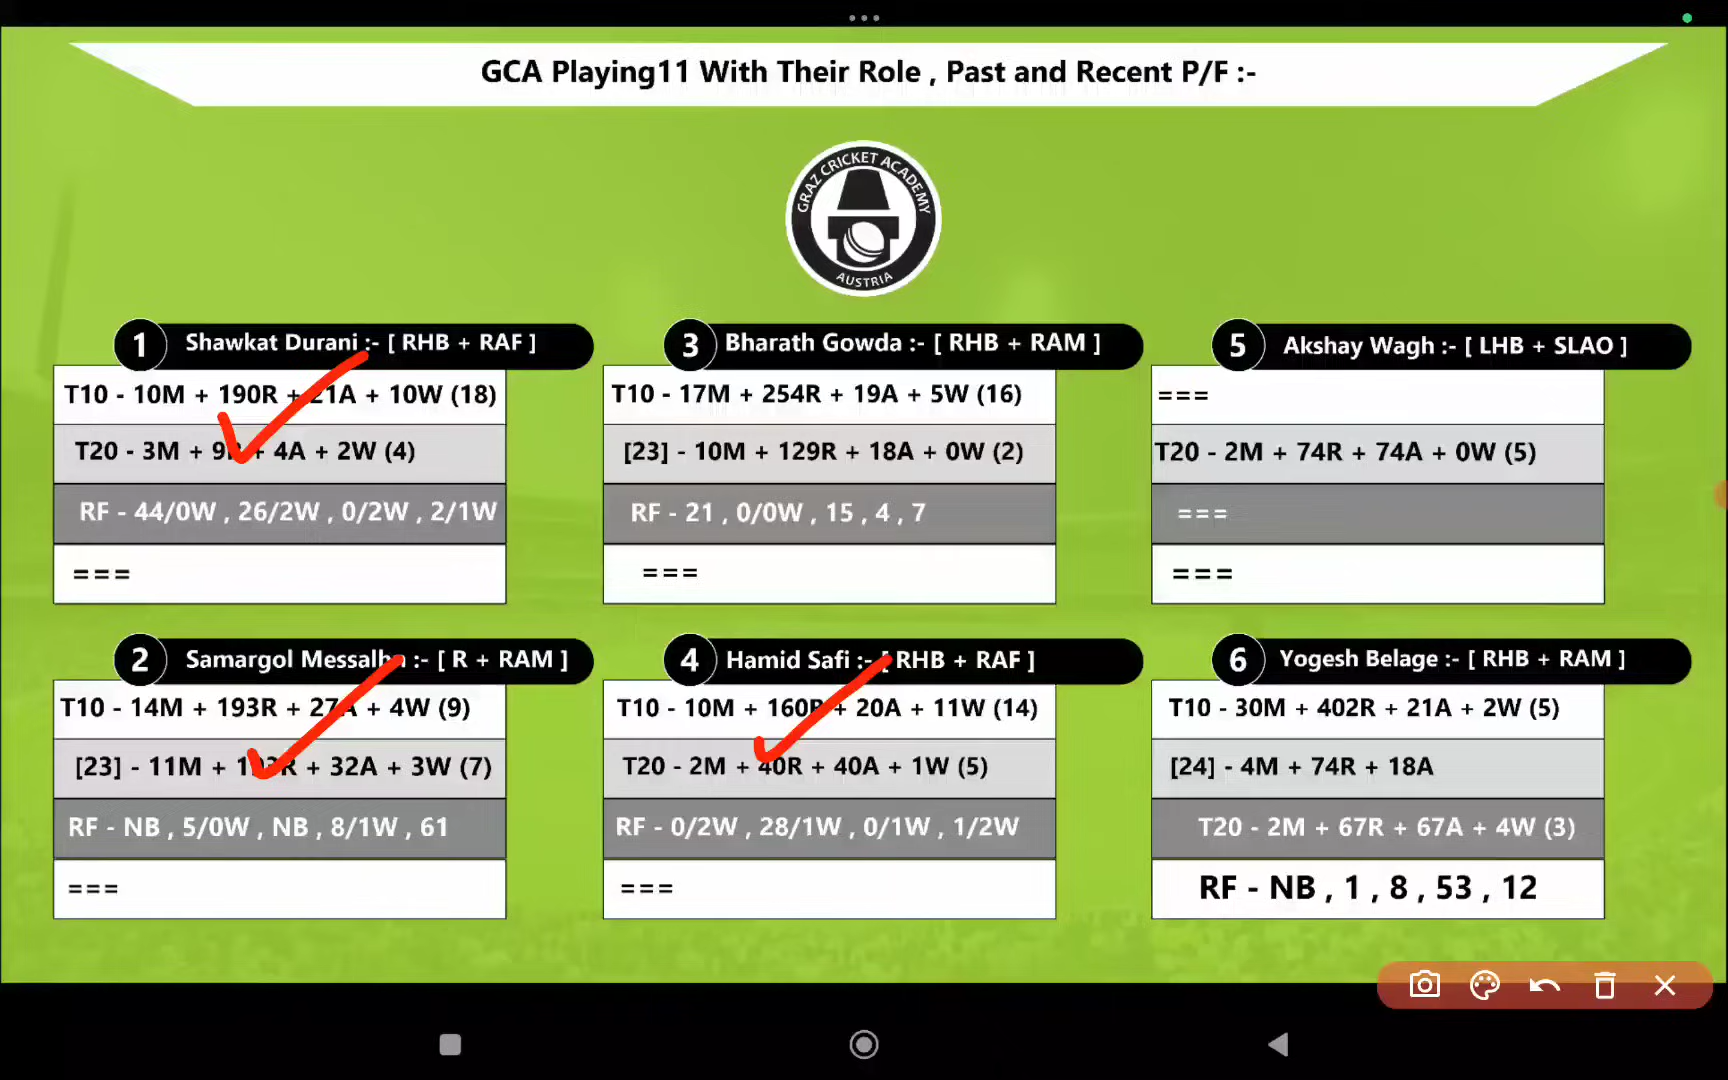 GCA Playing11 With Their Role , Past and Recent P/F :-
GRAZ CRICKET ACADEMY
AUSTRIA
1 Shawkat Durani :- [ RHB + RAF ]
T10 - 10M + 190R + 21A + 10W (18)
T20 - 3M + 9R + 4A + 2W (4)
RF - 44/0W , 26/2W , 0/2W , 2/1W
===
3 Bharath Gowda :- [ RHB + RAM ]
T10 - 17M + 254R + 19A + 5W (16)
[23] - 10M + 129R + 18A + 0W (2)
RF - 21 , 0/0W , 15 , 4 , 7
===
5 Akshay Wagh :- [ LHB + SLAO ]
===
T20 - 2M + 74R + 74A + 0W (5)
===
===
2 Samargol :- [ R + RAM ]
T10 - 14M + 193R + 27A + 4W (9)
[23] - 11M + + 32A + 3W (7)
RF - NB , 5/0W , NB , 8/1W , 61
===
4 Hamid Safi :- [ RHB + RAF ]
T10 - 10M + 160R + 20A + 11W (14)
T20 - 2M + 40R + 40A + 1W (5)
RF - 0/2W , 28/1W , 0/1W , 1/2W
===
6 Yogesh Belage :- [ RHB + RAM ]
T10 - 30M + 402R + 21A + 2W (5)
[24] - 4M + 74R + 18A
T20 - 2M + 67R + 67A + 4W (3)
RF - NB , 1 , 8 , 53 , 12